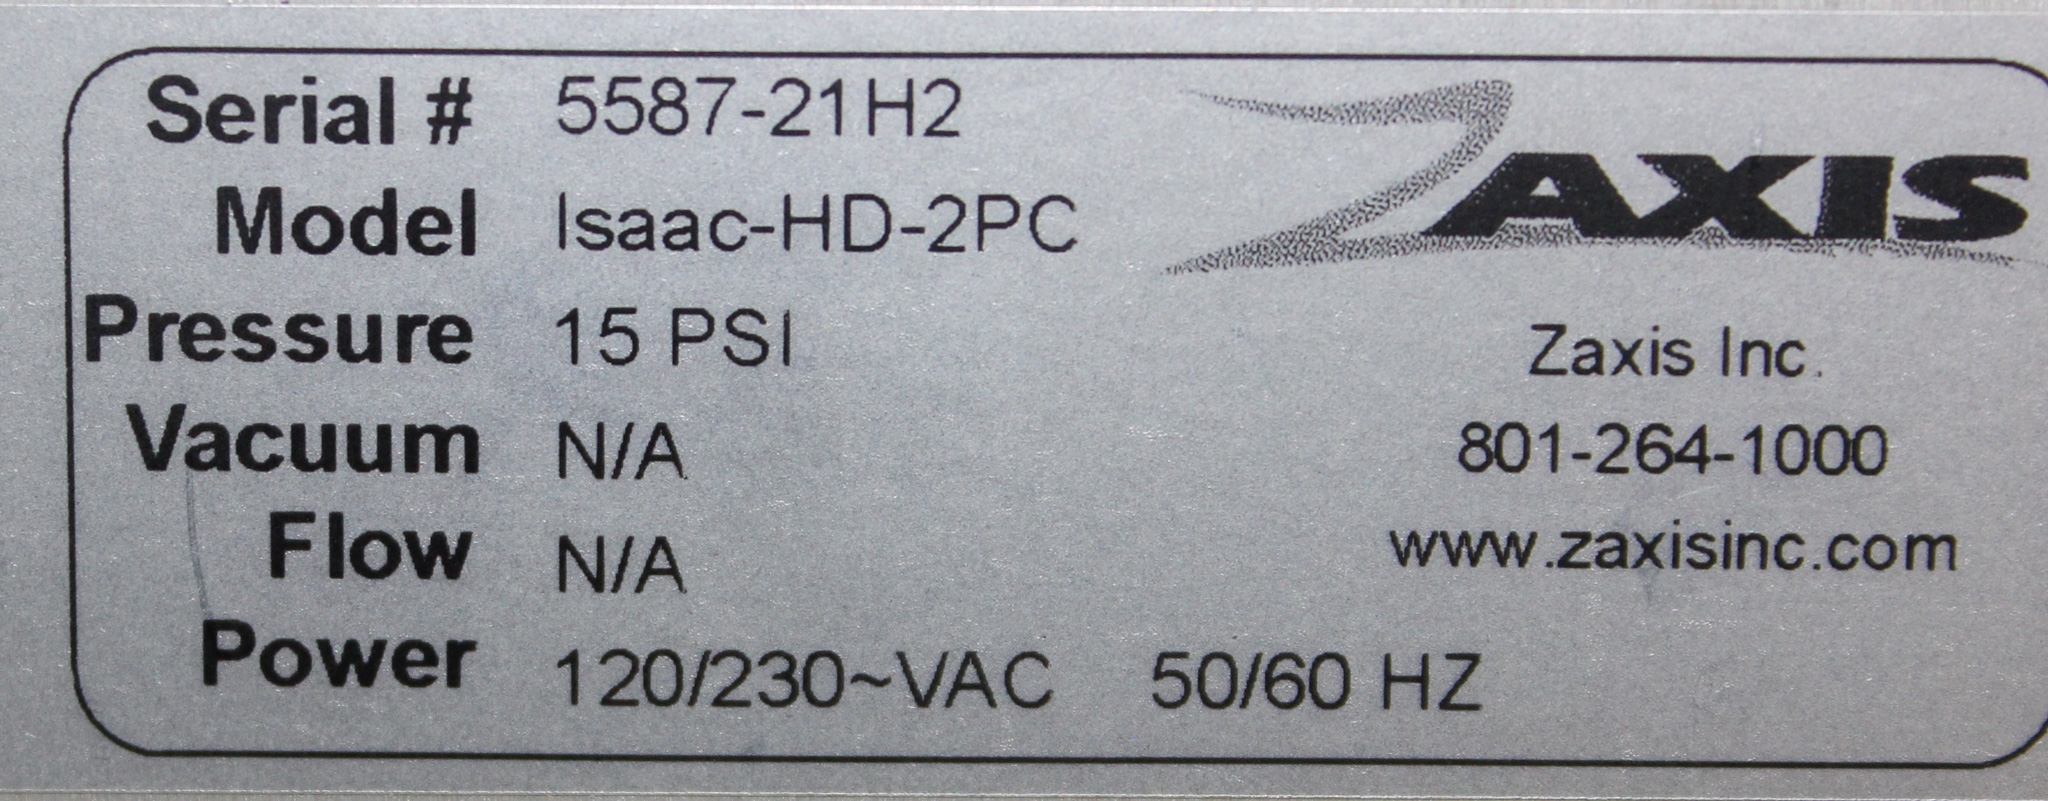 Serial # 5587-21H2
Model Isaac-HD-2PC
Pressure 15 PSI
Vacuum N/A
Flow N/A
Power 120/230~VAC 50/60 HZ
ZAXIS
Zaxis Inc.
801-264-1000
www.zaxisinc.com